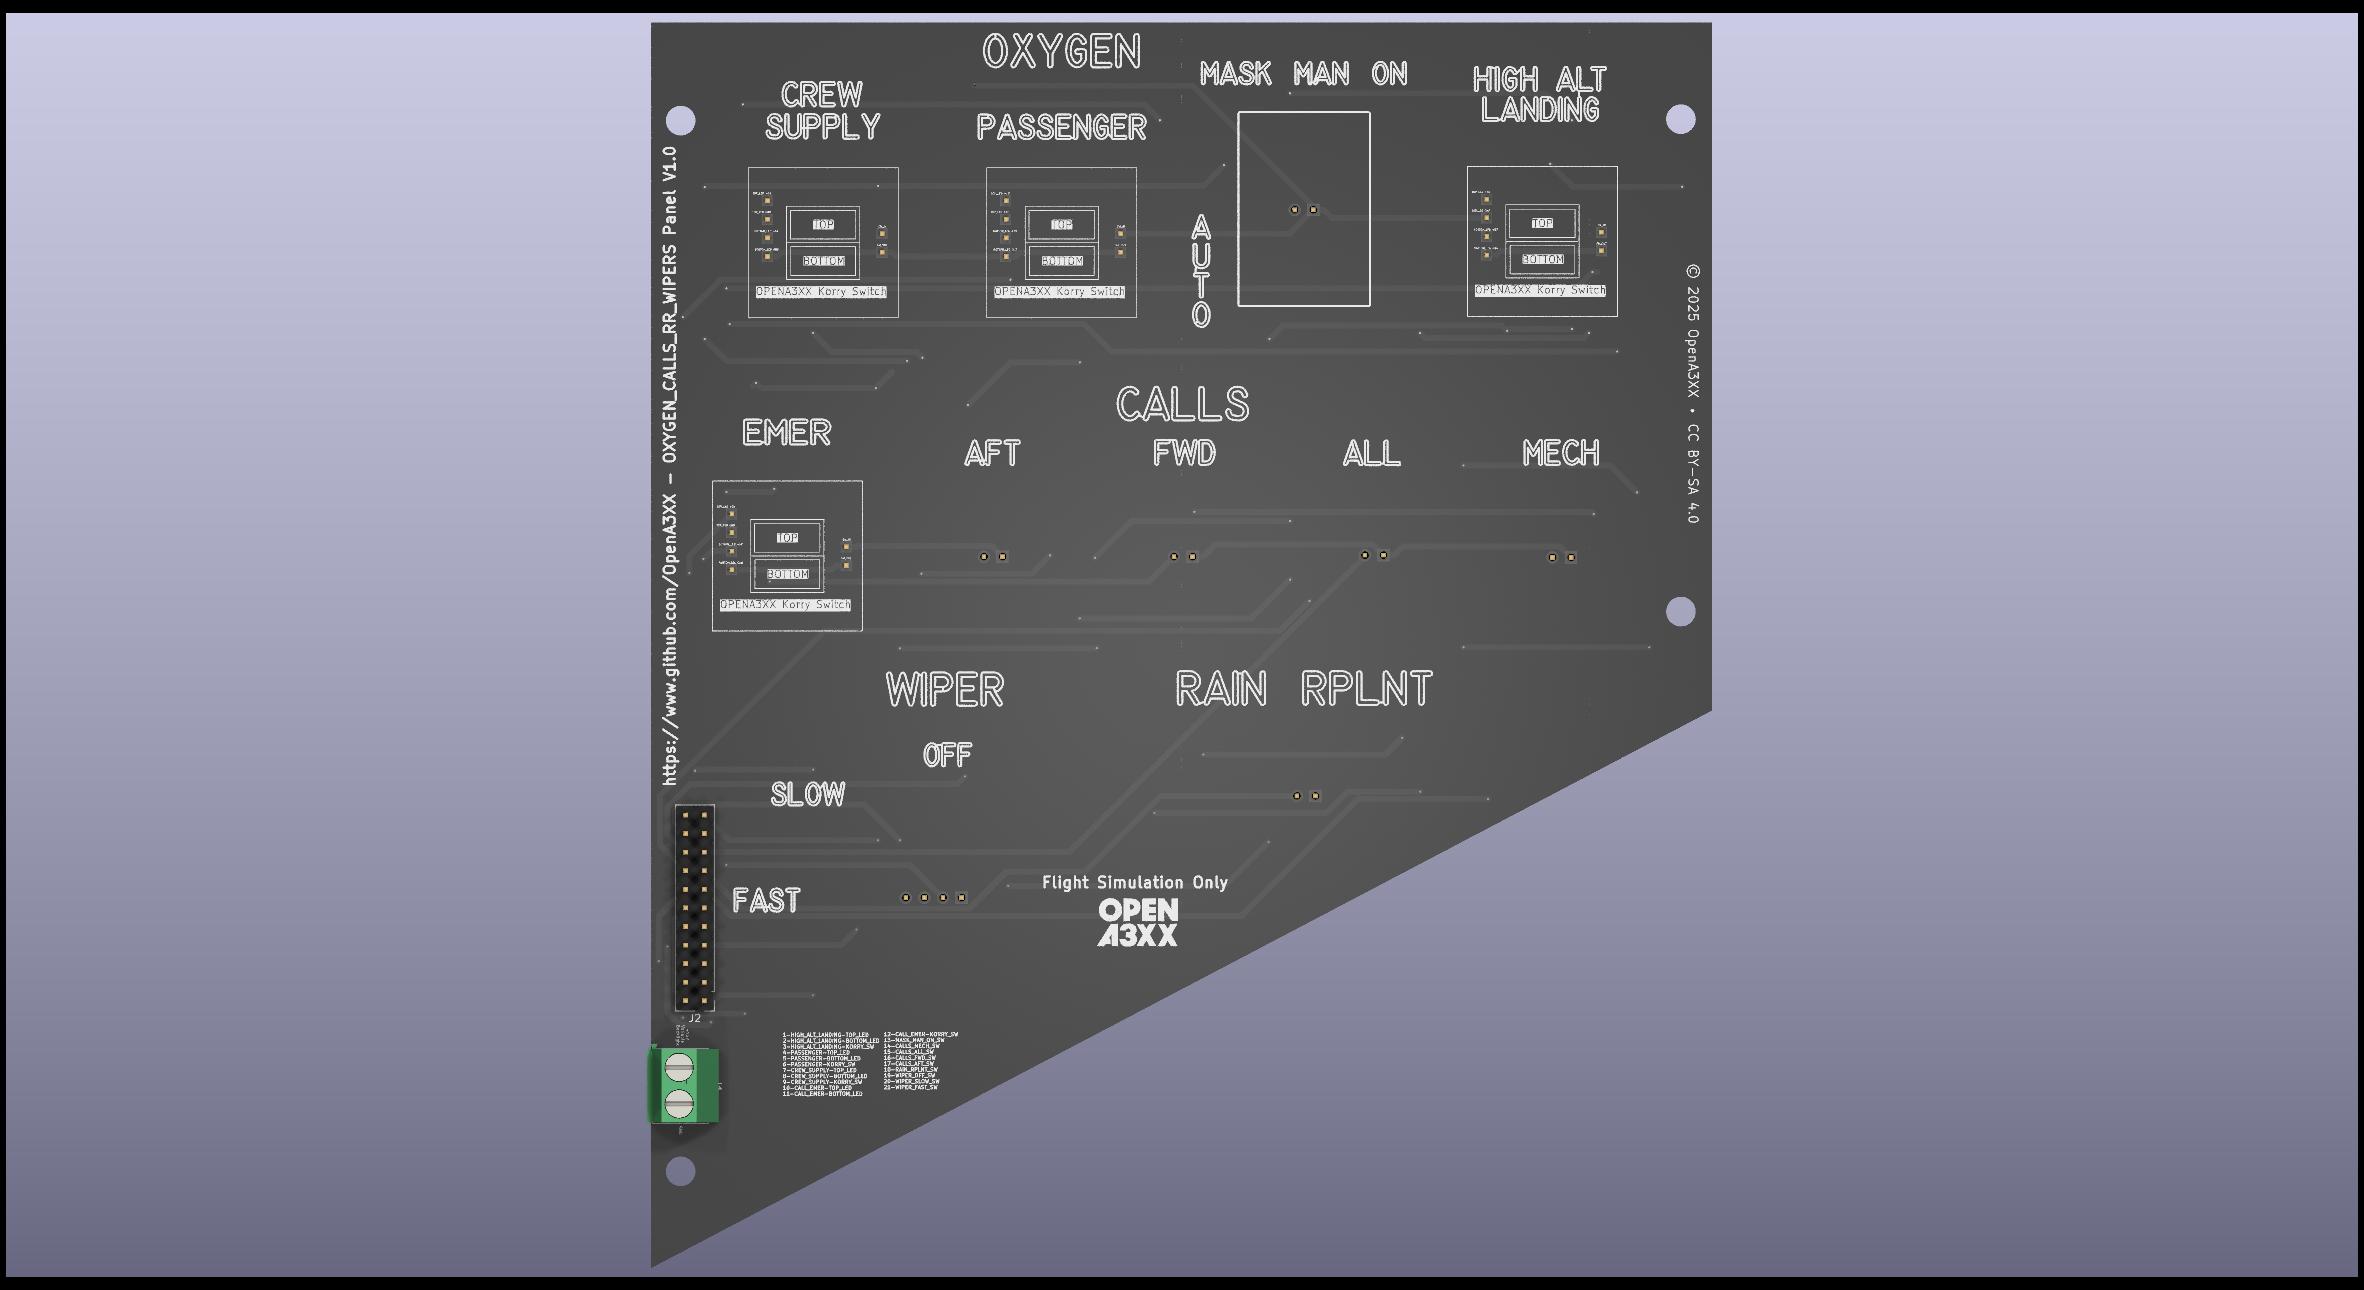 OXYGEN
MASK MAN ON
HIGH ALT
LANDING
CREW
SUPPLY
PASSENGER
TOP
BOTTOM
OPENA3XX Korry Switch
TOP
BOTTOM
OPENA3XX Korry Switch
AUTO
TOP
BOTTOM
OPENA3XX Korry Switch
https://www.github.com/OpenA3XX - OXYGEN_CALLS_RR_WIPERS Panel V1.0
© 2025 OpenA3XX • CC BY-SA 4.0
CALLS
EMER
AFT
FWD
ALL
MECH
TOP
BOTTOM
OPENA3XX Korry Switch
WIPER
RAIN RPLNT
OFF
SLOW
FAST
Flight Simulation Only
OPEN
A3XX
J2
1-HIGH_ALT_LANDING-TOP_LED
2-HIGH_ALT_LANDING-BOTTOM_LED
3-HIGH_ALT_LANDING-KORRY_SW
4-PASSENGER-TOP_LED
5-PASSENGER-BOTTOM_LED
6-PASSENGER-KORRY_SW
7-CREW_SUPPLY-TOP_LED
8-CREW_SUPPLY-BOTTOM_LED
9-CREW_SUPPLY-KORRY_SW
10-CALL_EMER-TOP_LED
11-CALL_EMER-BOTTOM_LED
12-CALL_EMER-KORRY_SW
13-MASK_MAN_ON_SW
14-CALLS_MECH_SW
15-CALLS_ALL_SW
16-CALLS_FWD_SW
17-CALLS_AFT_SW
18-RAIN_RPLNT_SW
19-WIPER_OFF_SW
20-WIPER_SLOW_SW
21-WIPER_FAST_SW